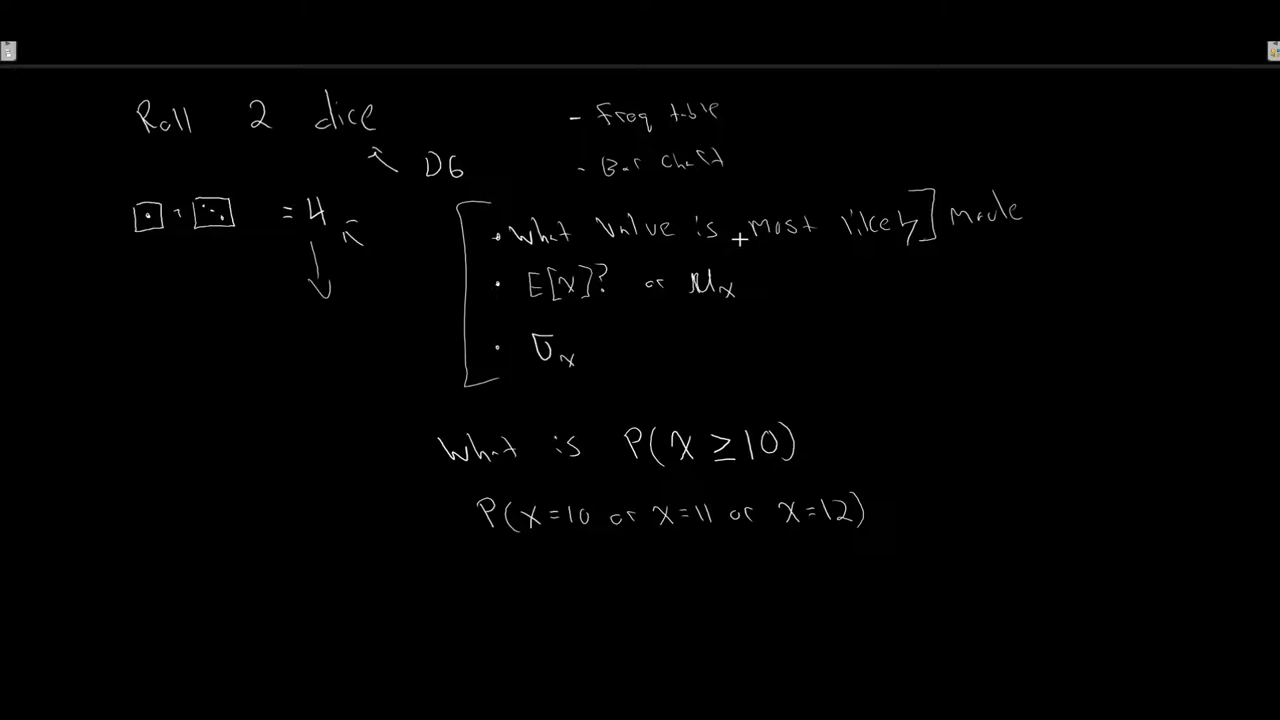 Roll 2 dice
D6
= 4
- Freq table
- Bar chart
• What value is most likely] Mode
• E[X]? or μx
• σx
What is P(X ≥ 10)
P(X=10 or X=11 or X=12)